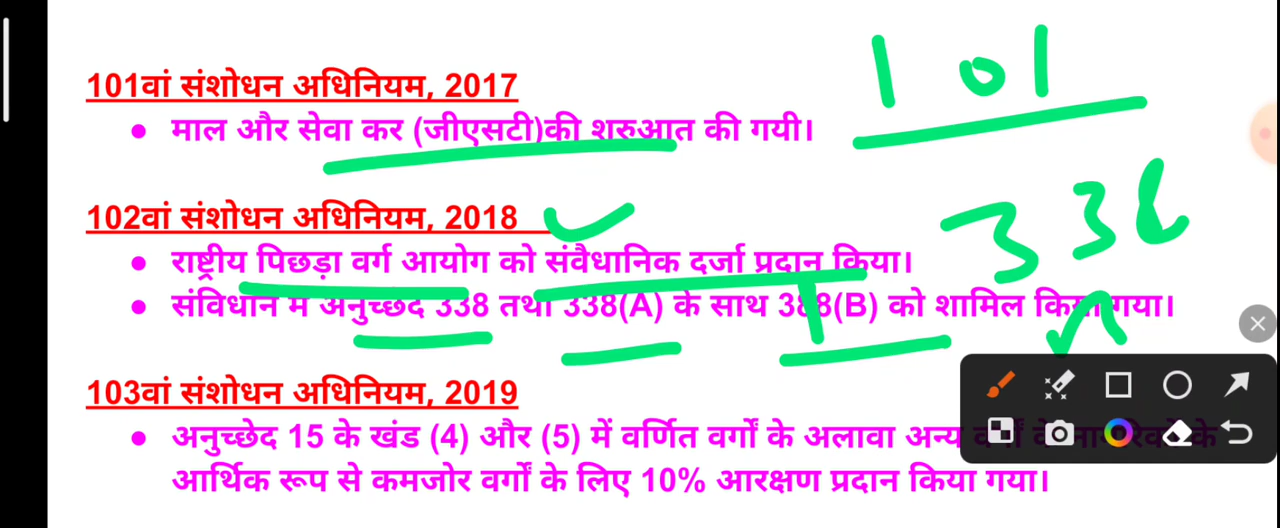 101वां संशोधन अधिनियम, 2017
• माल और सेवा कर (जीएसटी)की शरुआत की गयी।
101
102वां संशोधन अधिनियम, 2018
• राष्ट्रीय पिछड़ा वर्ग आयोग को संवैधानिक दर्जा प्रदान किया।
338
• संविधान में अनुच्छेद 338 तथा 338(A) के साथ 388(B) को शामिल किया गया।
103वां संशोधन अधिनियम, 2019
• अनुच्छेद 15 के खंड (4) और (5) में वर्णित वर्गों के अलावा अन्य के
आर्थिक रूप से कमजोर वर्गों के लिए 10% आरक्षण प्रदान किया गया।